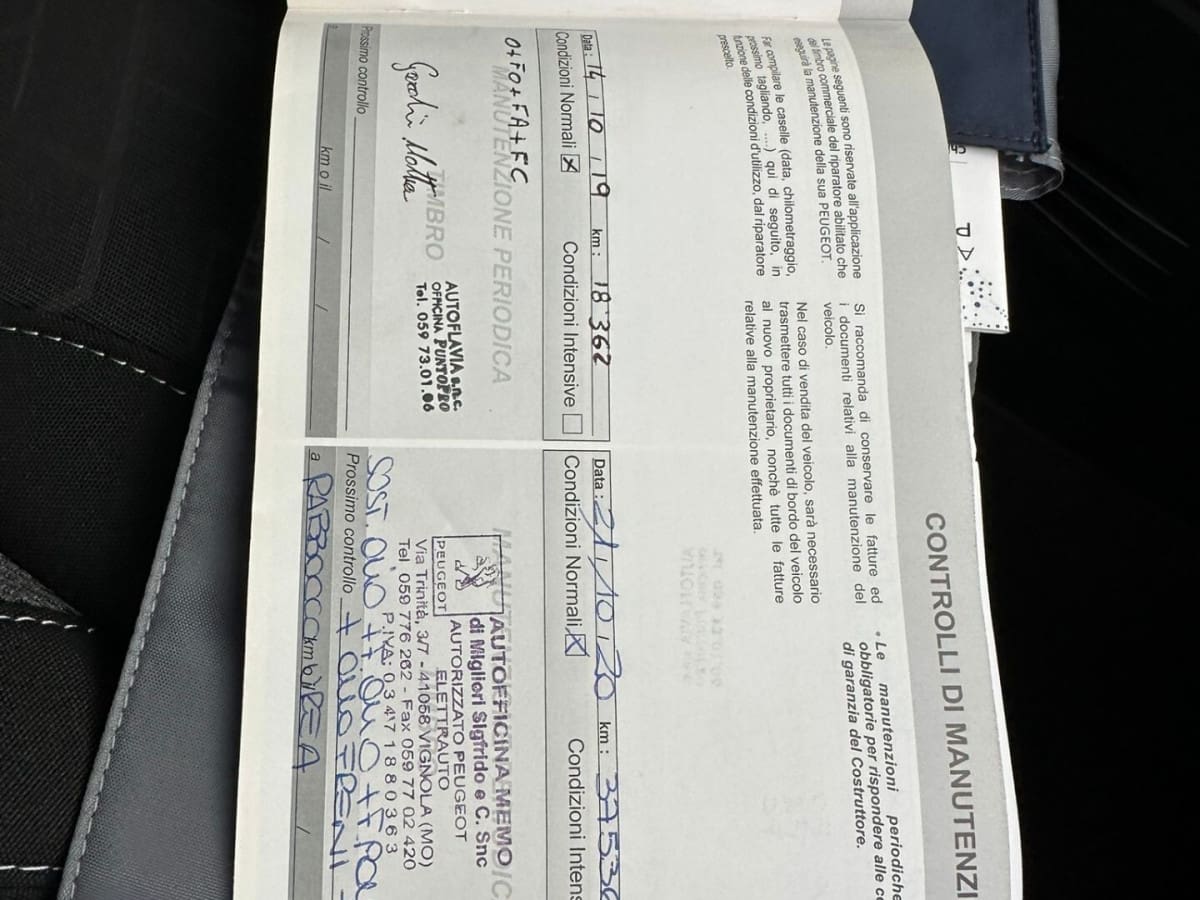 CONTROLLI DI MANUTENZI
Le pagine seguenti sono riservate all'applicazione
del timbro commerciale del riparatore abilitato che
eseguirà la manutenzione della sua PEUGEOT.
Far compilare le caselle (data, chilometraggio,
prossimo tagliando, ....) qui di seguito, in
funzione delle condizioni d'utilizzo, dal riparatore
prescelto.
Si raccomanda di conservare le fatture ed
i documenti relativi alla manutenzione del
veicolo.
Nel caso di vendita del veicolo, sarà necessario
trasmettere tutti i documenti di bordo del veicolo
al nuovo proprietario, nonchè tutte le fatture
relative alla manutenzione effettuata.
• Le manutenzioni periodiche
obbligatorie per rispondere alle c
di garanzia del Costruttore.
Data : 14 , 10 , 19 km : 18 362
Condizioni Normali ☒ Condizioni Intensive ☐
MANUTENZIONE PERIODICA
O+FO+FA+FC
TIMBRO
AUTOFLAVIA s.n.c.
OFFICINA PUNTOPRO
Tel. 059 73.01.06
Prossimo controllo
a km o il / /
Data : 21 , 10 , 20 km : 37536
Condizioni Normali ☒ Condizioni Intens
AUTOFFICINA MEMO
di Migliori Sigfrido e C. Snc
AUTORIZZATO PEUGEOT
PEUGEOT
ELETTRAUTO
Via Trinità, 3/7 - 41058 VIGNOLA (MO)
Tel. 059 776 262 - Fax 059 77 02 420
P.IVA: 03471880363
SOST. OLIO
Prossimo controllo + OLIO FRENI
a km o il /